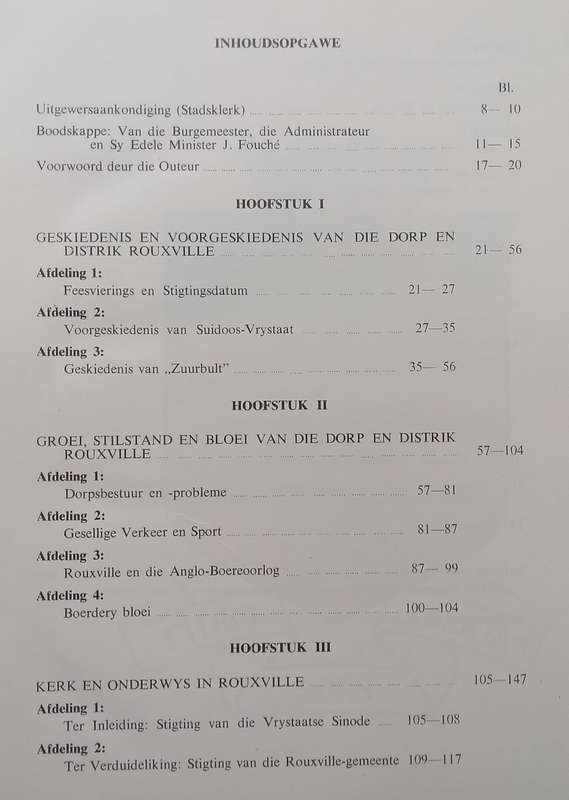 INHOUDSOPGAWE
Bl.
Uitgewersaankondiging (Stadsklerk) 8— 10
Boodskappe: Van die Burgemeester, die Administrateur
en Sy Edele Minister J. Fouché 11— 15
Voorwoord deur die Outeur 17— 20
HOOFSTUK I
GESKIEDENIS EN VOORGESKIEDENIS VAN DIE DORP EN
DISTRIK ROUXVILLE 21— 56
Afdeling 1:
Feesvierings en Stigtingsdatum 21— 27
Afdeling 2:
Voorgeskiedenis van Suidoos-Vrystaat 27—35
Afdeling 3:
Geskiedenis van „Zuurbult” 35— 56
HOOFSTUK II
GROEI, STILSTAND EN BLOEI VAN DIE DORP EN DISTRIK
ROUXVILLE 57—104
Afdeling 1:
Dorpsbestuur en -probleme 57—81
Afdeling 2:
Gesellige Verkeer en Sport 81—87
Afdeling 3:
Rouxville en die Anglo-Boereoorlog 87— 99
Afdeling 4:
Boerdery bloei 100—104
HOOFSTUK III
KERK EN ONDERWYS IN ROUXVILLE 105—147
Afdeling 1:
Ter Inleiding: Stigting van die Vrystaatse Sinode 105—108
Afdeling 2:
Ter Verduideliking: Stigting van die Rouxville-gemeente 109—117